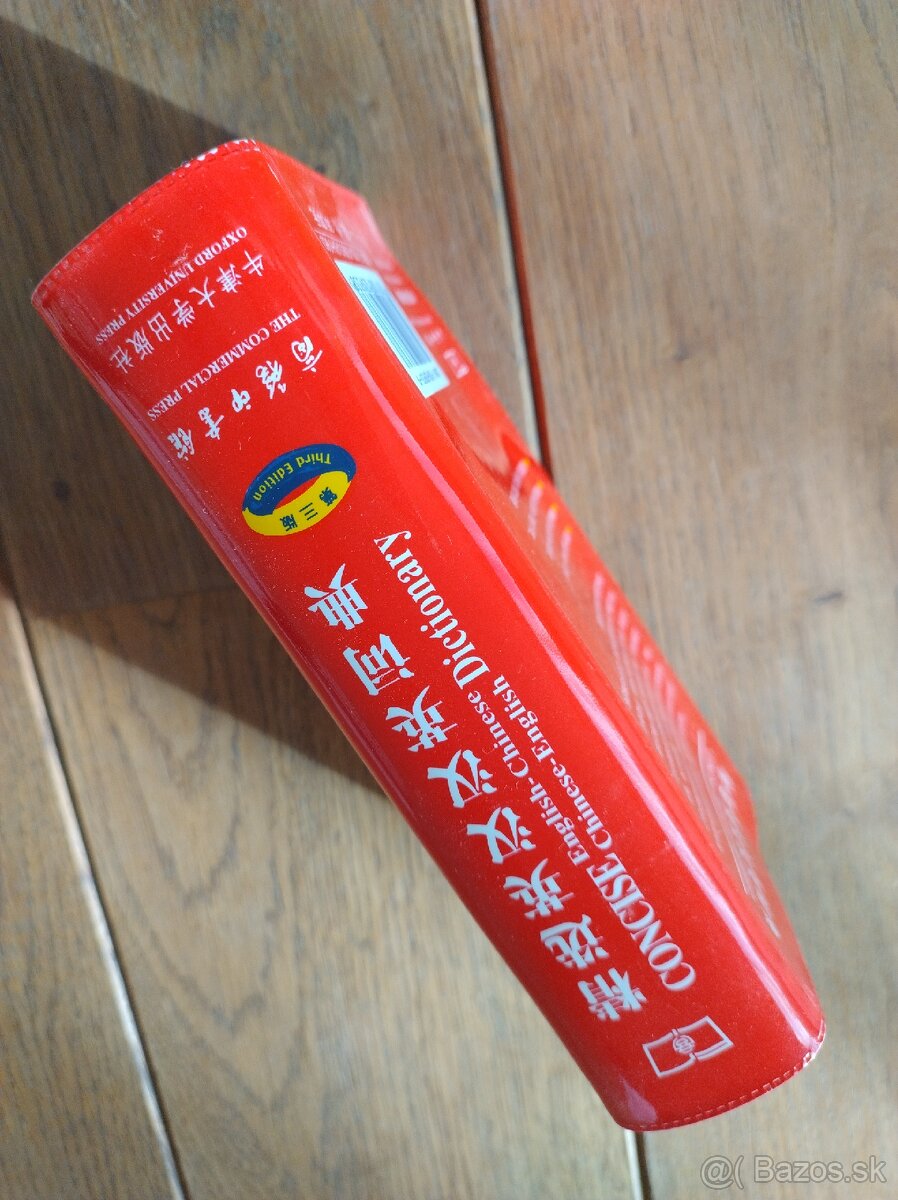 精选英汉汉英词典
CONCISE English-Chinese Chinese-English Dictionary
Third Edition
第三版
商务印书馆
THE COMMERCIAL PRESS
牛津大学出版社
OXFORD UNIVERSITY PRESS
@( Bazos.sk